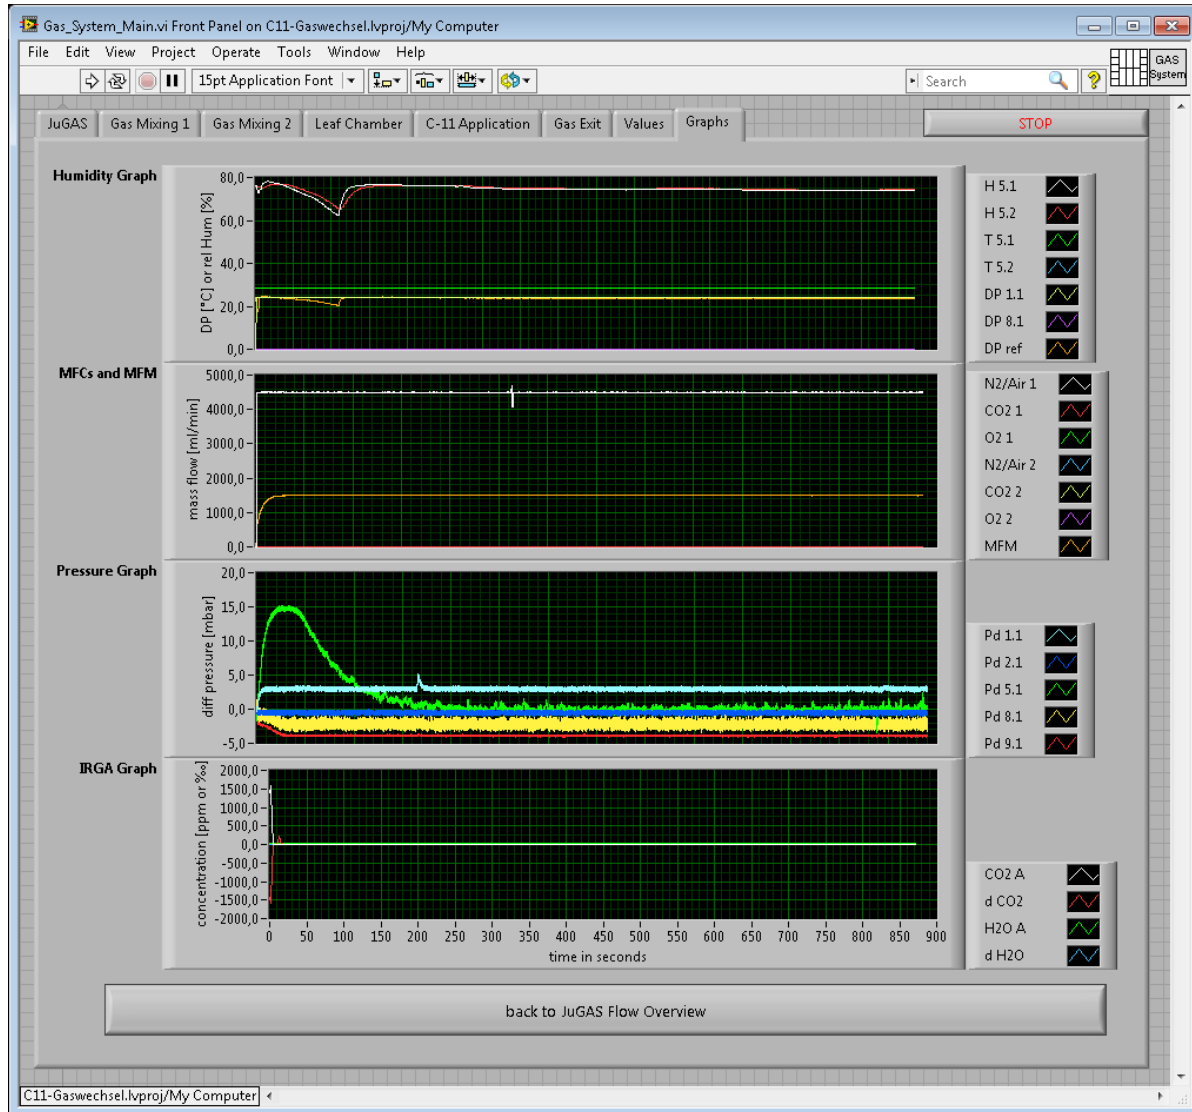 Gas_System_Main.vi Front Panel on C11-Gaswechsel.lvproj/My Computer
File Edit View Project Operate Tools Window Help
15pt Application Font
Search
GAS
System
JuGAS Gas Mixing 1 Gas Mixing 2 Leaf Chamber C-11 Application Gas Exit Values Graphs
STOP
Humidity Graph
DP [°C] or rel Hum [%]
80,0
60,0
40,0
20,0
0,0
H 5.1
H 5.2
T 5.1
T 5.2
DP 1.1
DP 8.1
DP ref
MFCs and MFM
mass flow [ml/min]
5000,0
4000,0
3000,0
2000,0
1000,0
0,0
N2/Air 1
CO2 1
O2 1
N2/Air 2
CO2 2
O2 2
MFM
Pressure Graph
diff pressure [mbar]
20,0
15,0
10,0
5,0
0,0
-5,0
Pd 1.1
Pd 2.1
Pd 5.1
Pd 8.1
Pd 9.1
IRGA Graph
concentration [ppm or ‰]
2000,0
1500,0
1000,0
500,0
0,0
-500,0
-1000,0
-1500,0
-2000,0
0 50 100 150 200 250 300 350 400 450 500 550 600 650 700 750 800 850 900
time in seconds
CO2 A
d CO2
H2O A
d H2O
back to JuGAS Flow Overview
C11-Gaswechsel.lvproj/My Computer